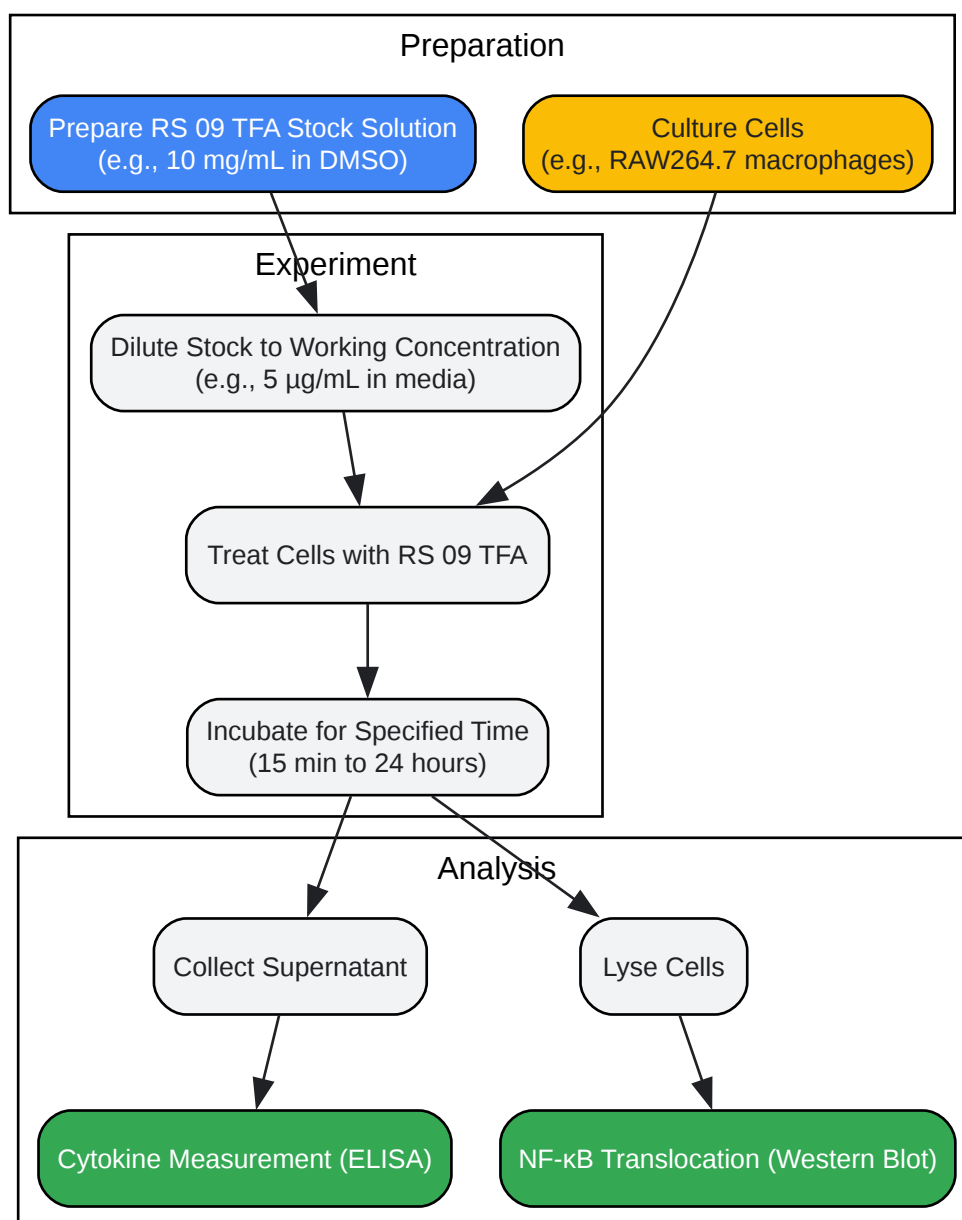 Preparation
Prepare RS 09 TFA Stock Solution
(e.g., 10 mg/mL in DMSO)
Culture Cells
(e.g., RAW264.7 macrophages)
Experiment
Dilute Stock to Working Concentration
(e.g., 5 µg/mL in media)
Treat Cells with RS 09 TFA
Incubate for Specified Time
(15 min to 24 hours)
Analysis
Collect Supernatant
Lyse Cells
Cytokine Measurement (ELISA)
NF-κB Translocation (Western Blot)